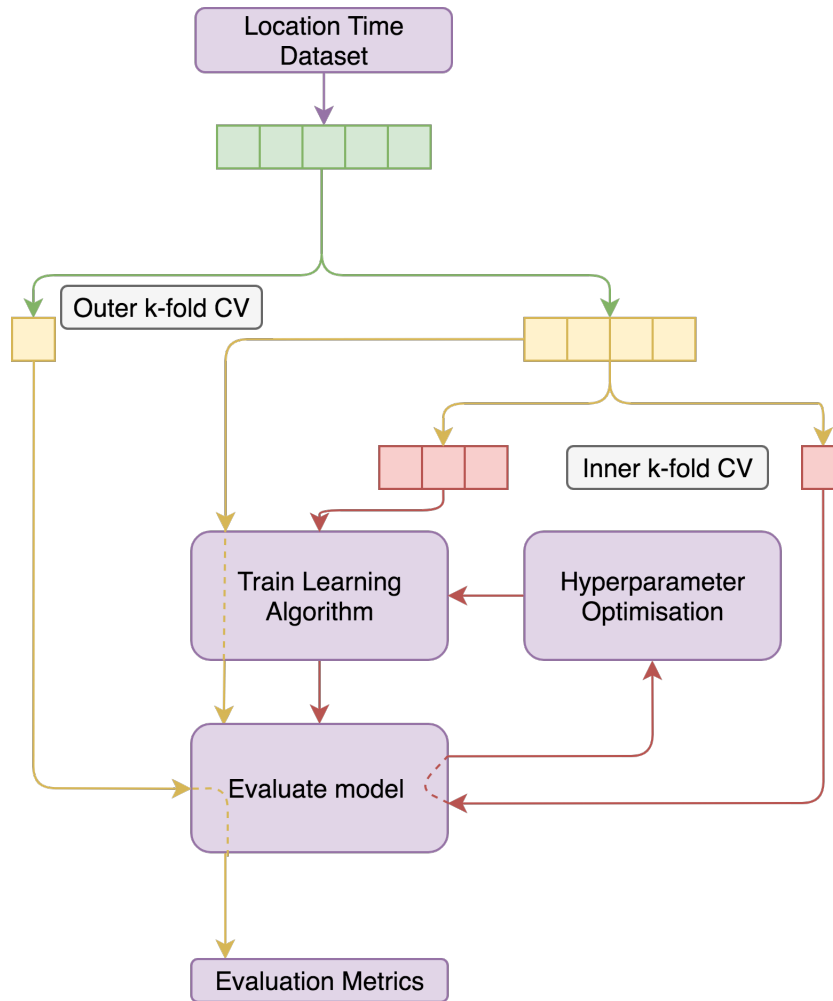 Location Time
Dataset
Outer k-fold CV
Inner k-fold CV
Train Learning
Algorithm
Hyperparameter
Optimisation
Evaluate model
Evaluation Metrics